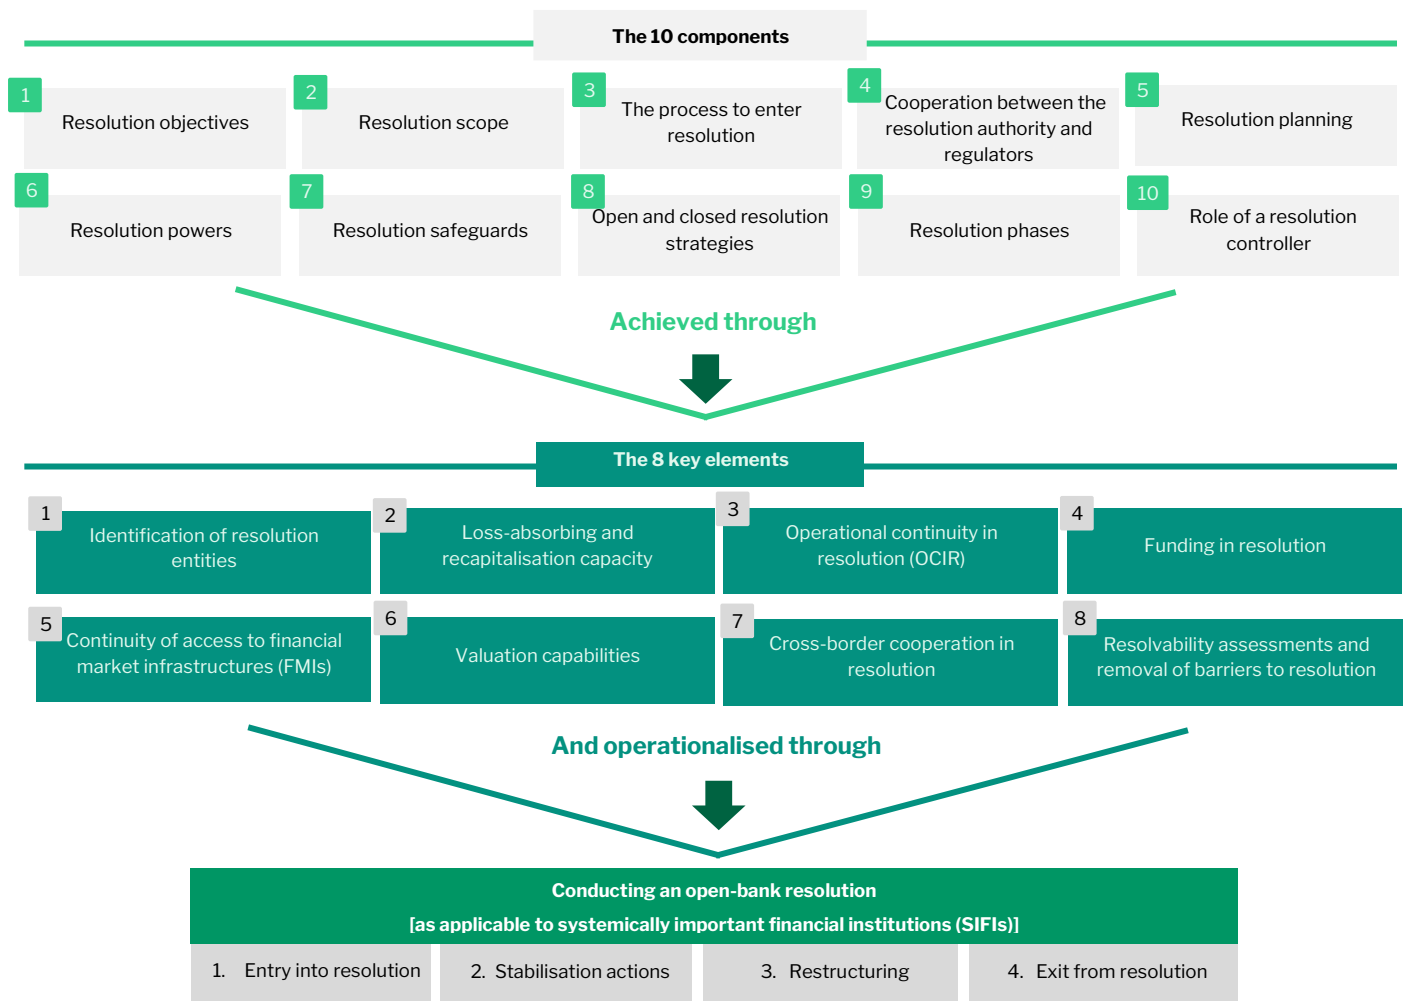 The 10 components
1
Resolution objectives
2
Resolution scope
3
The process to enter
resolution
4
Cooperation between the
resolution authority and
regulators
5
Resolution planning
6
Resolution powers
7
Resolution safeguards
8
Open and closed resolution
strategies
9
Resolution phases
10
Role of a resolution
controller
Achieved through
The 8 key elements
1
Identification of resolution
entities
2
Loss-absorbing and
recapitalisation capacity
3
Operational continuity in
resolution (OCIR)
4
Funding in resolution
5
Continuity of access to financial
market infrastructures (FMIs)
6
Valuation capabilities
7
Cross-border cooperation in
resolution
8
Resolvability assessments and
removal of barriers to resolution
And operationalised through
Conducting an open-bank resolution
[as applicable to systemically important financial institutions (SIFIs)]
1. Entry into resolution
2. Stabilisation actions
3. Restructuring
4. Exit from resolution